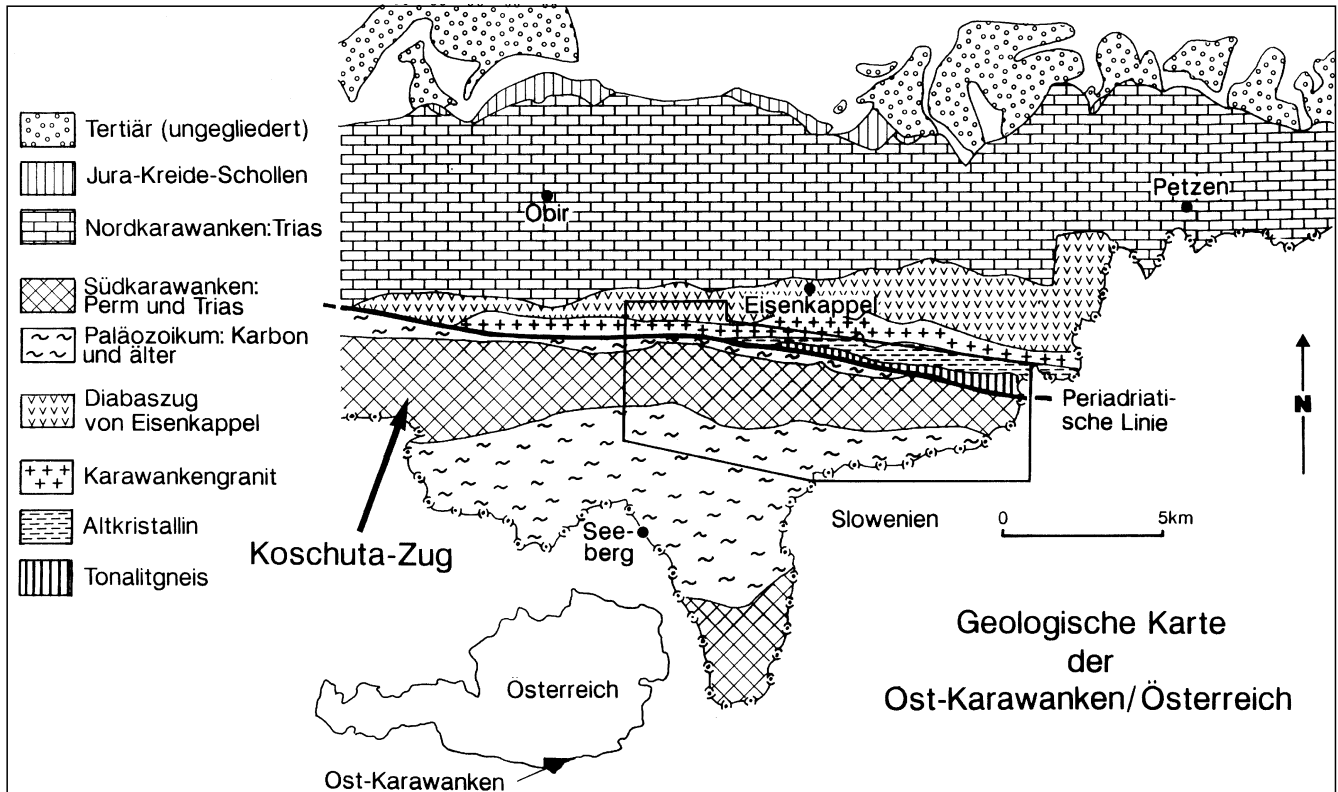 Tertiär (ungegliedert)
Jura-Kreide-Schollen
Nordkarawanken:Trias
Südkarawanken:
Perm und Trias
Paläozoikum: Karbon
und älter
Diabaszug
von Eisenkappel
Karawankengranit
Altkristallin
Tonalitgneis
Obir
Petzen
Eisenkappel
Periadriati-
sche Linie
N
Koschuta-Zug
See-
berg
Slowenien
0 5km
Geologische Karte
der
Ost-Karawanken/Österreich
Österreich
Ost-Karawanken